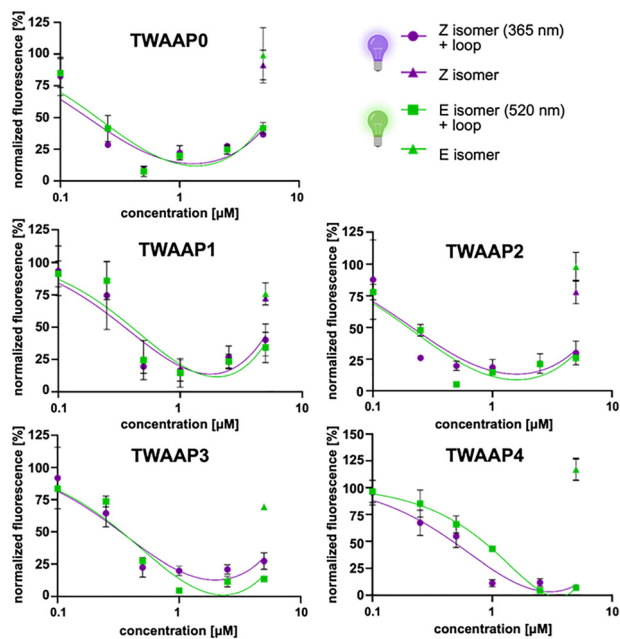 TWAAP0
normalized fluorescence [%]
125
100
75
50
25
0
0.1
1
10
concentration [µM]
Z isomer (365 nm)
+ loop
Z isomer
E isomer (520 nm)
+ loop
E isomer
TWAAP1
normalized fluorescence [%]
125
100
75
50
25
0
0.1
1
10
concentration [µM]
TWAAP2
normalized fluorescence [%]
125
100
75
50
25
0
0.1
1
10
concentration [µM]
TWAAP3
normalized fluorescence [%]
125
100
75
50
25
0
0.1
1
10
concentration [µM]
TWAAP4
normalized fluorescence [%]
150
125
100
75
50
25
0
0.1
1
10
concentration [µM]